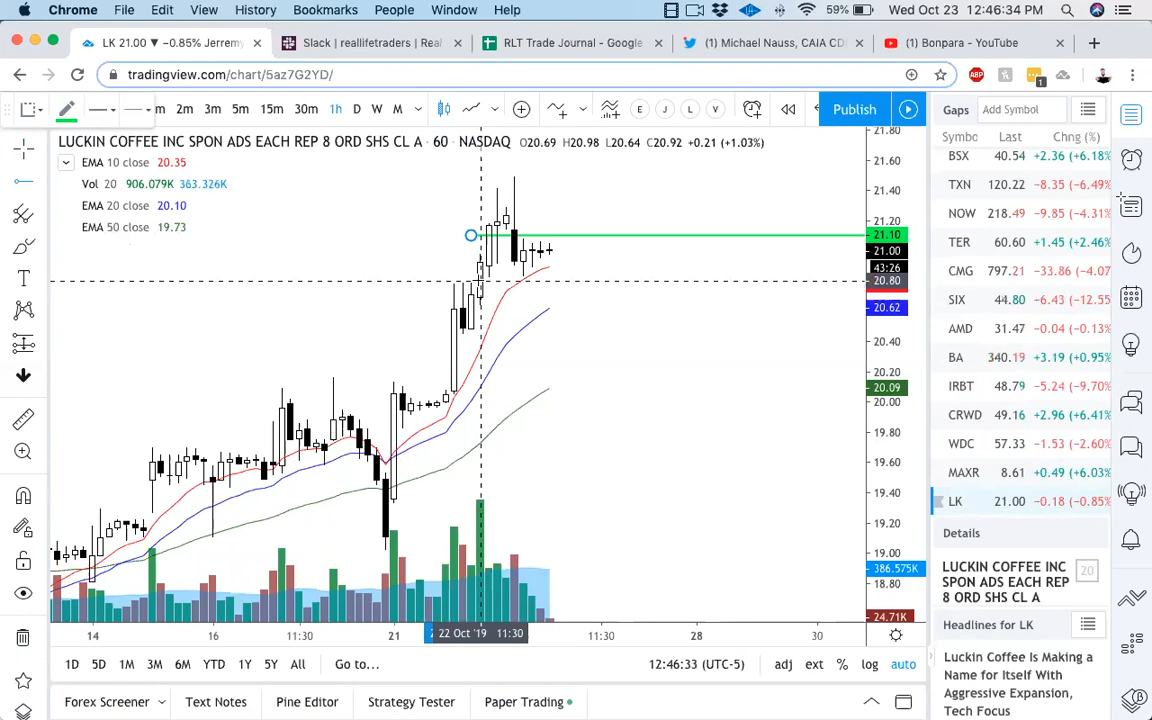 Chrome File Edit View History Bookmarks People Window Help 59% Wed Oct 23 12:46:34 PM
LK 21.00 ▼ −0.85% Jerremy
Slack | reallifetraders | Real
RLT Trade Journal - Google
(1) Michael Nauss, CAIA CD
(1) Bonpara - YouTube
tradingview.com/chart/5az7G2YD/
ABP 1
m 2m 3m 5m 15m 30m 1h D W M E J L V Publish
Gaps Add Symbol
LUCKIN COFFEE INC SPON ADS EACH REP 8 ORD SHS CL A · 60 · NASDAQ O20.69 H20.98 L20.64 C20.92 +0.21 (+1.03%)
EMA 10 close 20.35
Vol 20 906.079K 363.326K
EMA 20 close 20.10
EMA 50 close 19.73
21.80
21.60
21.40
21.20
21.10
21.00
43:26
20.80
20.62
20.40
20.20
20.09
20.00
19.80
19.60
19.40
19.20
19.00
386.575K
18.80
24.71K
14 16 11:30 21 22 Oct '19 11:30 11:30 28 30
Symbo Last Chng (%)
BSX 40.54 +2.36 (+6.18%
TXN 120.22 −8.35 (−6.49%
NOW 218.49 −9.85 (−4.31%
TER 60.60 +1.45 (+2.46%
CMG 797.21 −33.86 (−4.07
SIX 44.80 −6.43 (−12.55
AMD 31.47 −0.04 (−0.13%
BA 340.19 +3.19 (+0.95%
IRBT 48.79 −5.24 (−9.70%
CRWD 49.16 +2.96 (+6.41%
WDC 57.33 −1.53 (−2.60%
MAXR 8.61 +0.49 (+6.03%
LK 21.00 −0.18 (−0.85%
Details
LUCKIN COFFEE INC
SPON ADS EACH REP
8 ORD SHS CL A
20
Headlines for LK
Luckin Coffee Is Making a
Name for Itself With
Aggressive Expansion,
Tech Focus
1D 5D 1M 3M 6M YTD 1Y 5Y All Go to... 12:46:33 (UTC-5) adj ext % log auto
Forex Screener Text Notes Pine Editor Strategy Tester Paper Trading